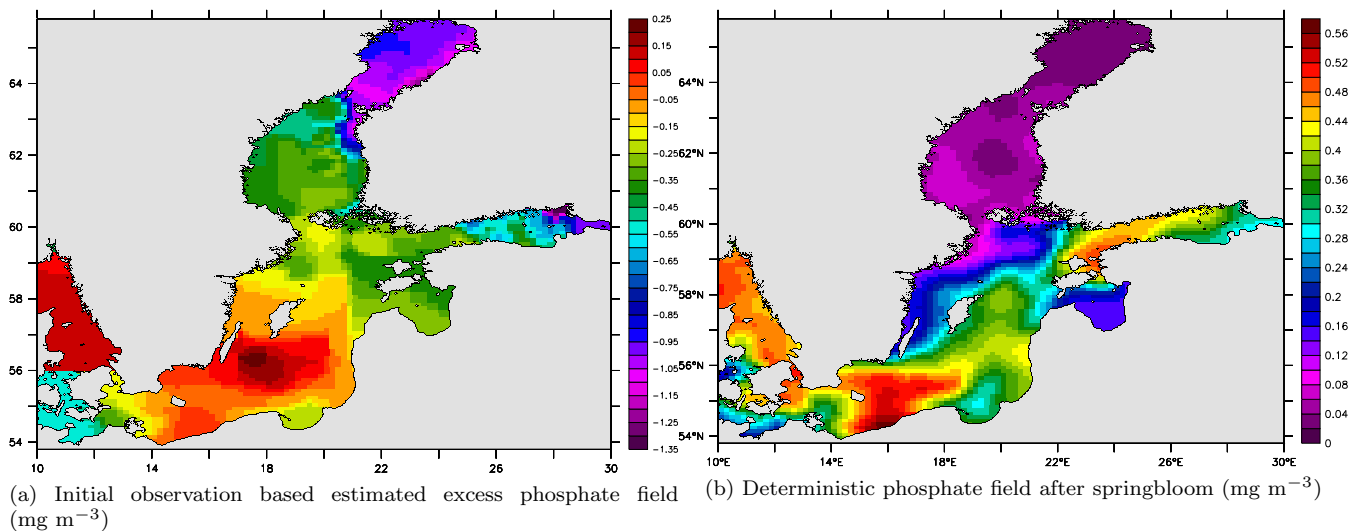 64
62
60
58
56
54
10
14
18
22
26
30
0.25
0.15
0.05
−0.05
−0.15
−0.25
−0.35
−0.45
−0.55
−0.65
−0.75
−0.85
−0.95
−1.05
−1.15
−1.25
−1.35
(a) Initial observation based estimated excess phosphate field
(mg m−3)
64°N
62°N
60°N
58°N
56°N
54°N
10°E
14°E
18°E
22°E
26°E
30°E
0.56
0.52
0.48
0.44
0.4
0.36
0.32
0.28
0.24
0.2
0.16
0.12
0.08
0.04
0
(b) Deterministic phosphate field after springbloom (mg m−3)